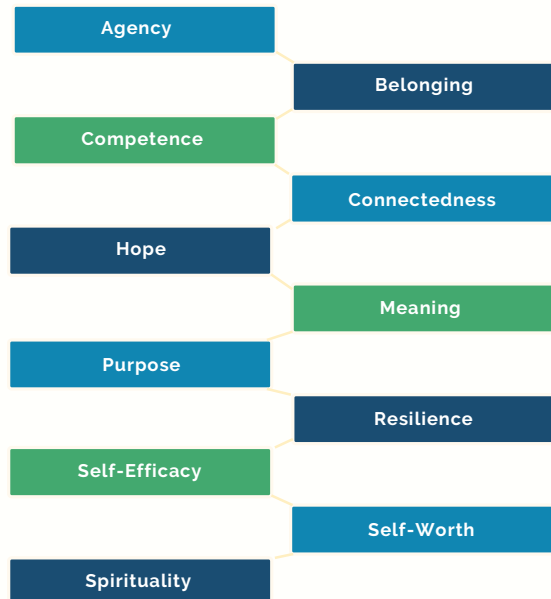 Agency
Belonging
Competence
Connectedness
Hope
Meaning
Purpose
Resilience
Self-Efficacy
Self-Worth
Spirituality